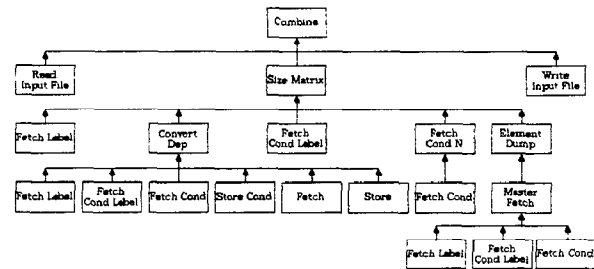 Combine
Read
Input File
Size Matrix
Write
Input File
Fetch Label
Convert
Dep
Fetch
Cond Label
Fetch
Cond N
Element
Dump
Fetch Label
Fetch
Cond Label
Fetch Cond
Store Cond
Fetch
Store
Fetch Cond
Master
Fetch
Fetch Label
Fetch
Cond Label
Fetch Cond